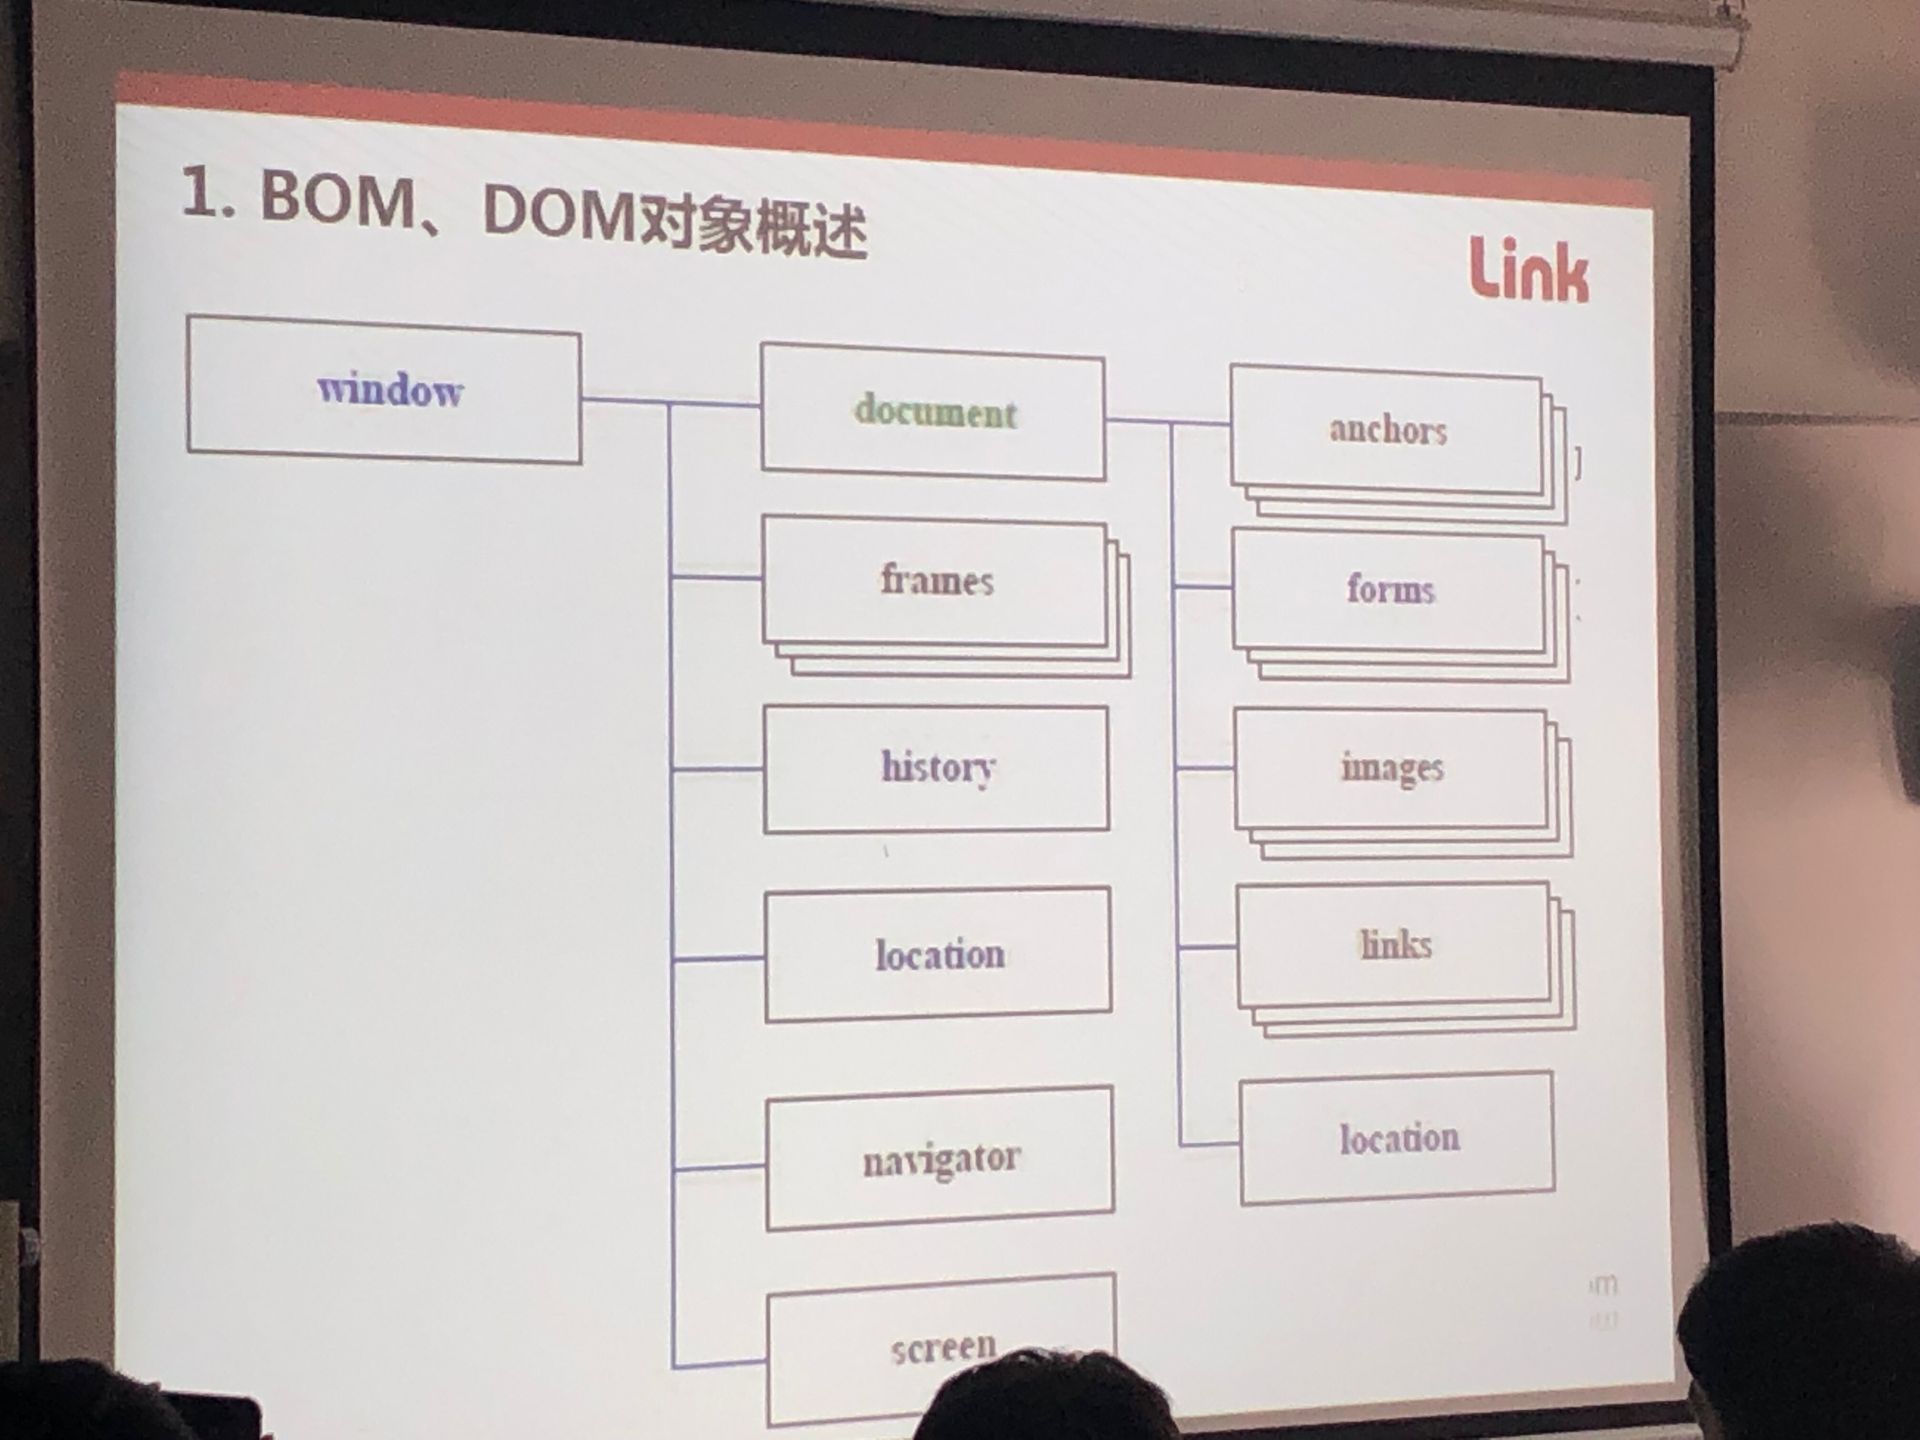 1. BOM、DOM对象概述
Link
window
document
anchors
frames
forms
history
images
location
links
navigator
location
screen